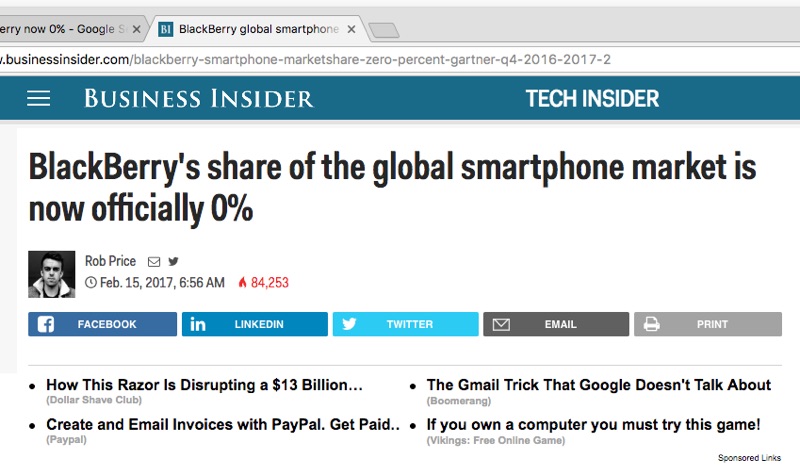 erry now 0% - Google S
BlackBerry global smartphone
.businessinsider.com/blackberry-smartphone-marketshare-zero-percent-gartner-q4-2016-2017-2
BUSINESS INSIDER
TECH INSIDER
BlackBerry's share of the global smartphone market is
now officially 0%
Rob Price
Feb. 15, 2017, 6:56 AM 84,253
FACEBOOK
LINKEDIN
TWITTER
EMAIL
PRINT
How This Razor Is Disrupting a $13 Billion…
(Dollar Shave Club)
Create and Email Invoices with PayPal. Get Paid..
(Paypal)
The Gmail Trick That Google Doesn't Talk About
(Boomerang)
If you own a computer you must try this game!
(Vikings: Free Online Game)
Sponsored Links